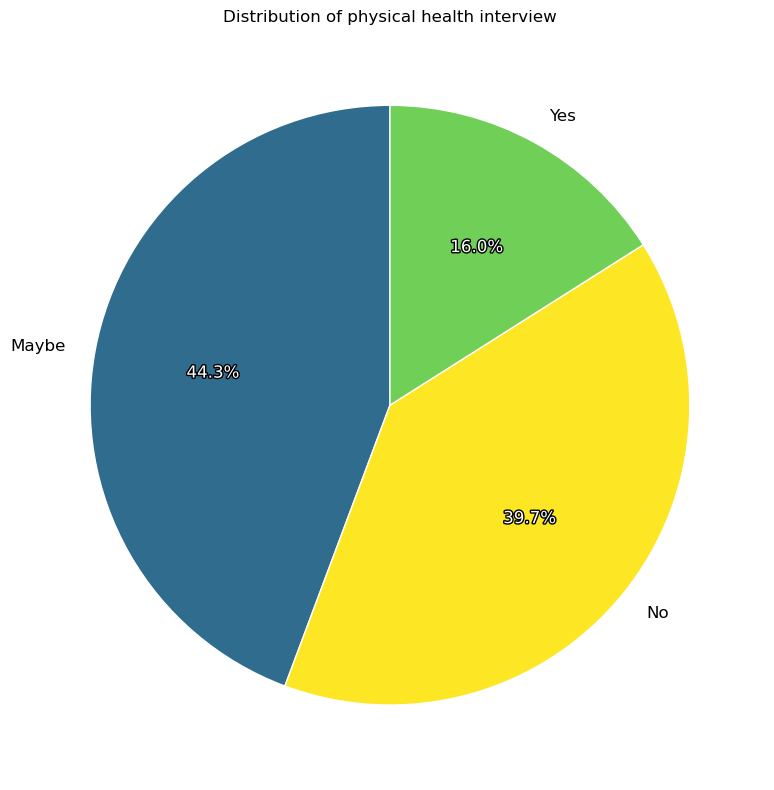 Distribution of physical health interview
Yes
16.0%
Maybe
44.3%
39.7%
No